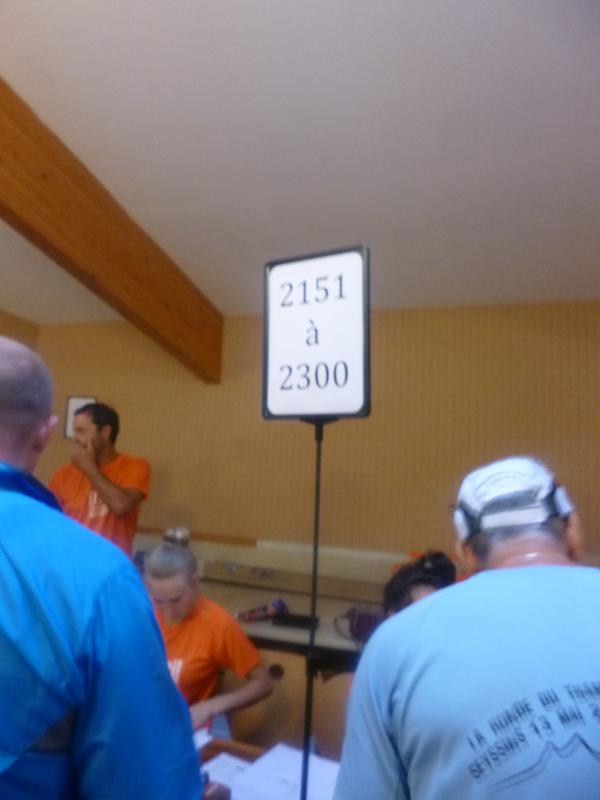 2151
à
2300
LA RONDE DU
SEYSSINS 13 MAI